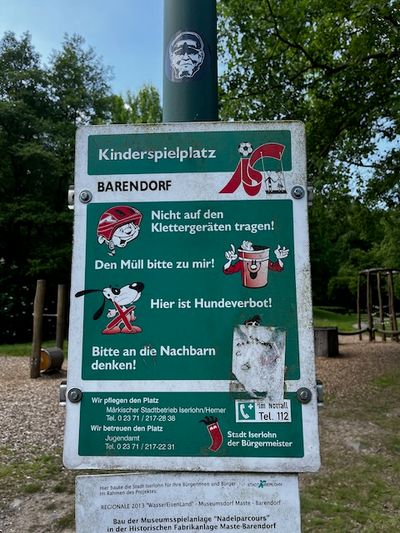 Kinderspielplatz
BARENDORF
Nicht auf den
Klettergeräten tragen!
Den Müll bitte zu mir!
Hier ist Hundeverbot!
Bitte an die Nachbarn
denken!
Wir pflegen den Platz
Märkischer Stadtbetrieb Iserlohn/Hemer
Tel. 0 23 71 / 217-28 36
Wir betreuen den Platz
Jugendamt
Tel. 0 23 71 / 217-22 31
Im Notfall
Tel. 112
Stadt Iserlohn
der Bürgermeister
Hier baute die Stadt Iserlohn für ihre Bürgerinnen und Bürger
im Rahmen des Projektes:
REGIONALE 2013 "WasserEisenLand" - Museumsdorf Maste - Barendorf
Bau der Museumsspielanlage "Nadelparcours"
in der Historischen Fabrikanlage Maste-Barendorf